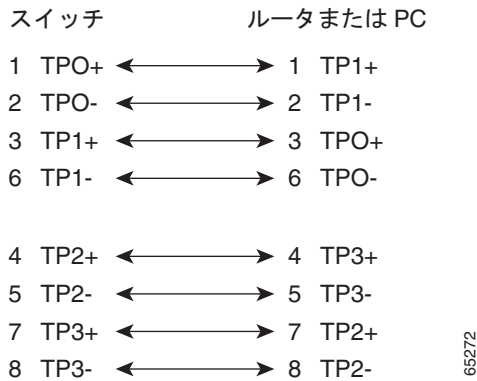 スイッチ ルータまたは PC
1 TPO+ 1 TP1+
2 TPO- 2 TP1-
3 TP1+ 3 TPO+
6 TP1- 6 TPO-
4 TP2+ 4 TP3+
5 TP2- 5 TP3-
7 TP3+ 7 TP2+
8 TP3- 8 TP2-
65272